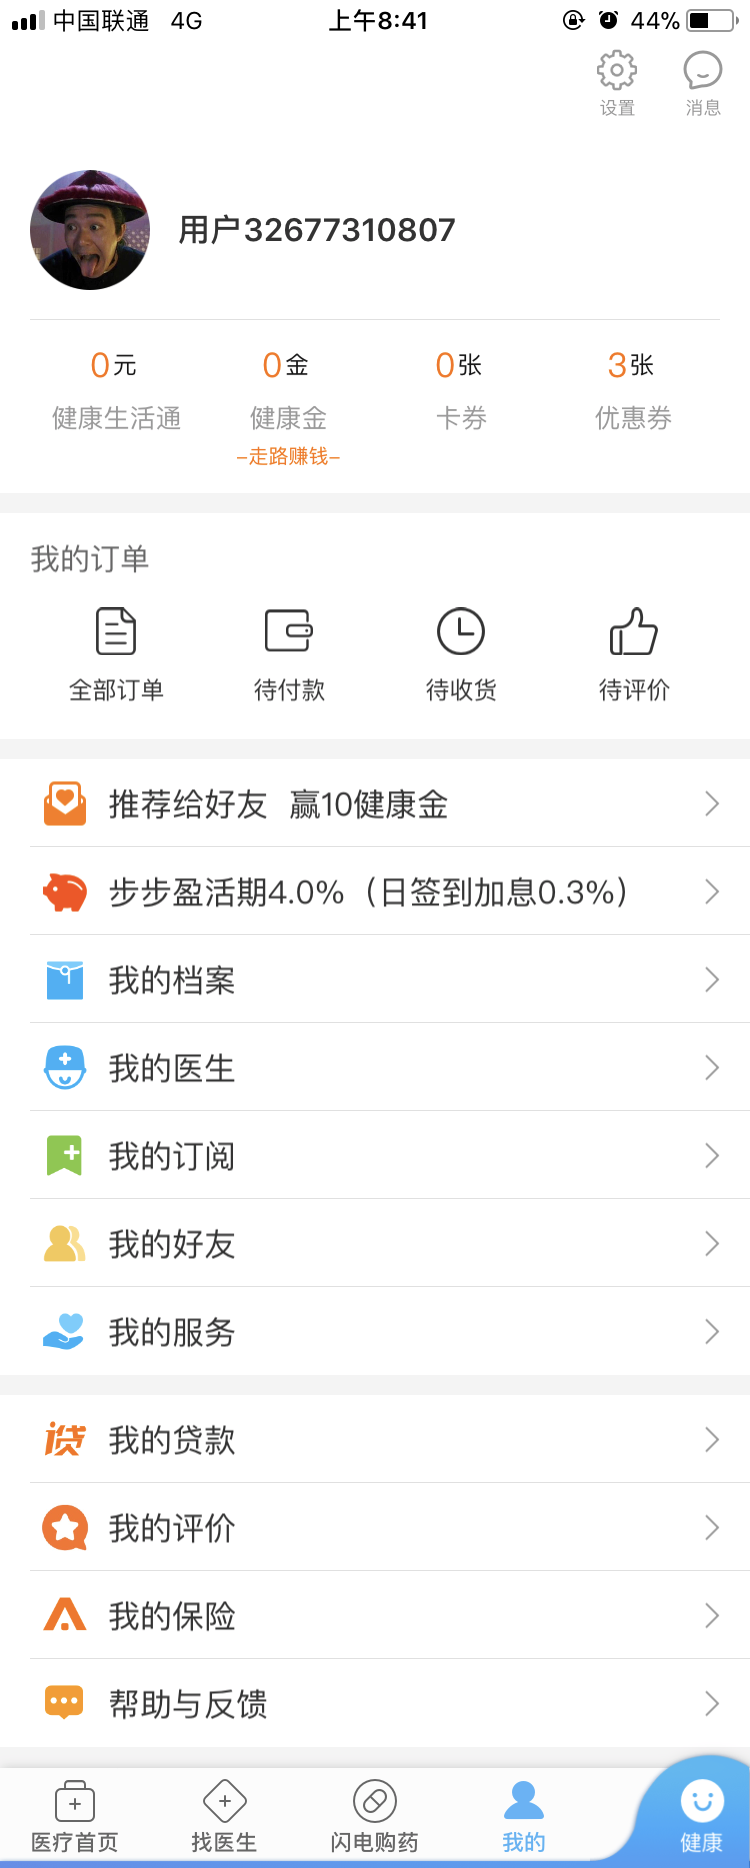 中国联通 4G 上午8:41 44%
设置 消息
用户32677310807
0元 0金 0张 3张
健康生活通 健康金 卡券 优惠券
–走路赚钱–
我的订单
全部订单 待付款 待收货 待评价
推荐给好友 赢10健康金
步步盈活期4.0%（日签到加息0.3%）
我的档案
我的医生
我的订阅
我的好友
我的服务
贷 我的贷款
我的评价
我的保险
帮助与反馈
医疗首页 找医生 闪电购药 我的 健康